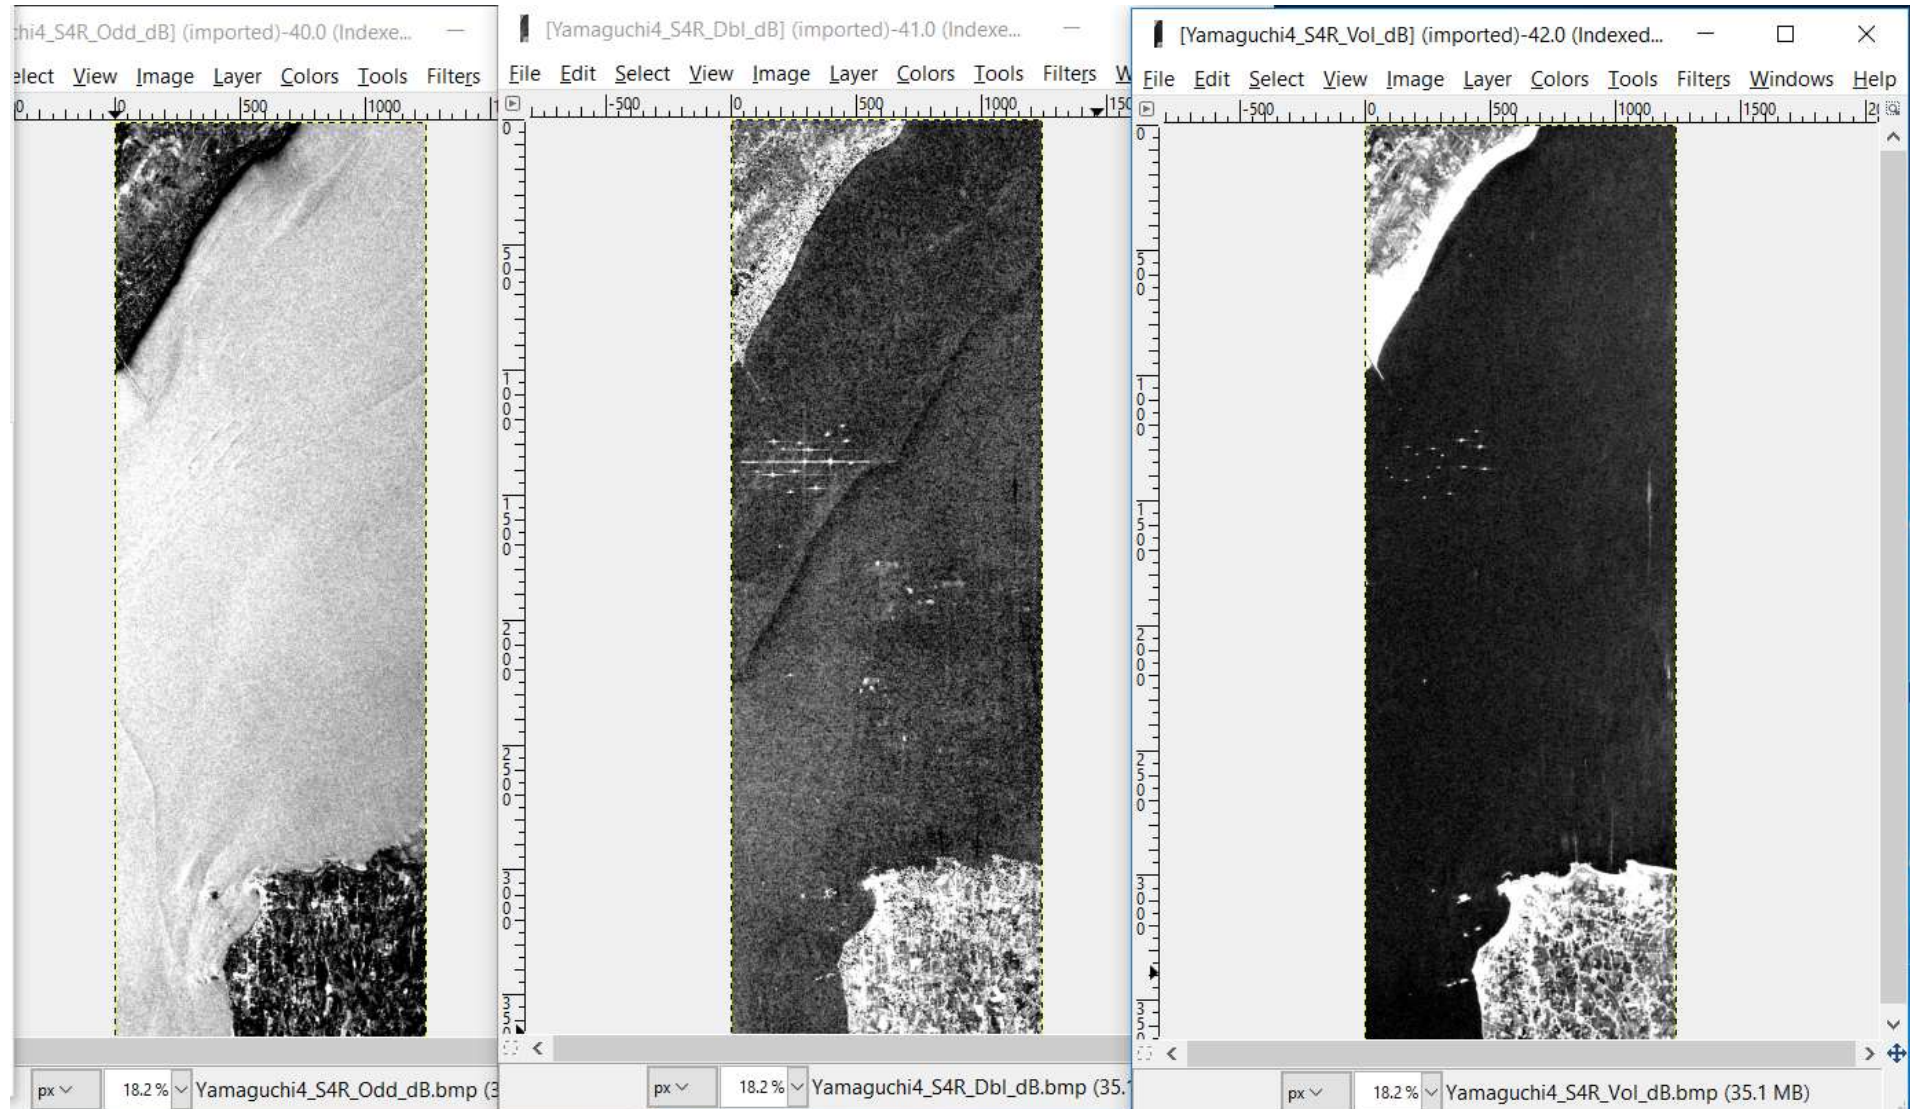 hi4_S4R_Odd_dB] (imported)-40.0 (Indexe...
elect View Image Layer Colors Tools Filters
0 500 1000
px 18.2 % Yamaguchi4_S4R_Odd_dB.bmp (3
[Yamaguchi4_S4R_Dbl_dB] (imported)-41.0 (Indexe...
File Edit Select View Image Layer Colors Tools Filters W
-500 0 500 1000 150
0
500
1000
1500
2000
2500
3000
35
px 18.2 % Yamaguchi4_S4R_Dbl_dB.bmp (35.
[Yamaguchi4_S4R_Vol_dB] (imported)-42.0 (Indexed...
File Edit Select View Image Layer Colors Tools Filters Windows Help
-500 0 500 1000 1500 2
0
500
1000
1500
2000
2500
3000
350
px 18.2 % Yamaguchi4_S4R_Vol_dB.bmp (35.1 MB)